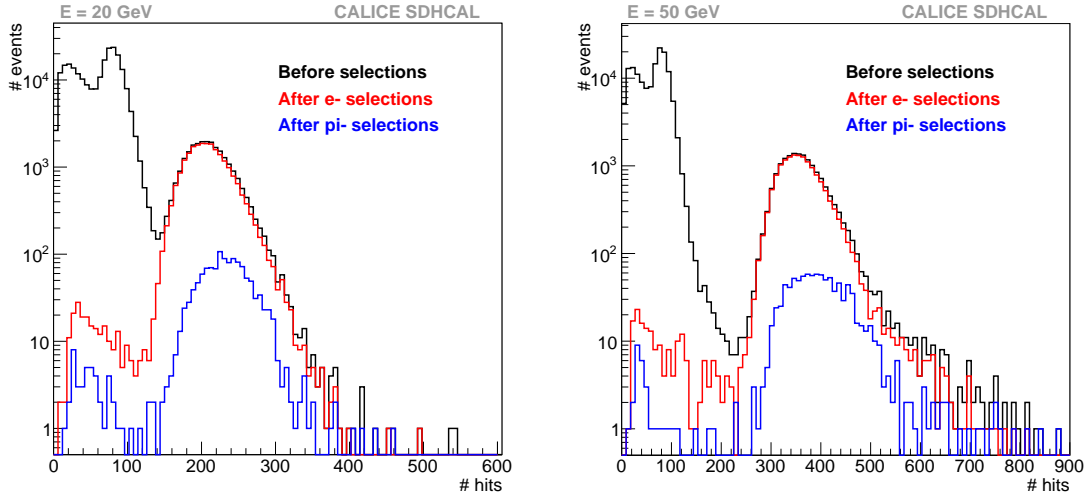 E = 20 GeV CALICE SDHCAL
# events
10⁴
10³
10²
10
1
Before selections
After e- selections
After pi- selections
0 100 200 300 400 500 600
# hits
E = 50 GeV CALICE SDHCAL
# events
10⁴
10³
10²
10
1
Before selections
After e- selections
After pi- selections
0 100 200 300 400 500 600 700 800 900
# hits